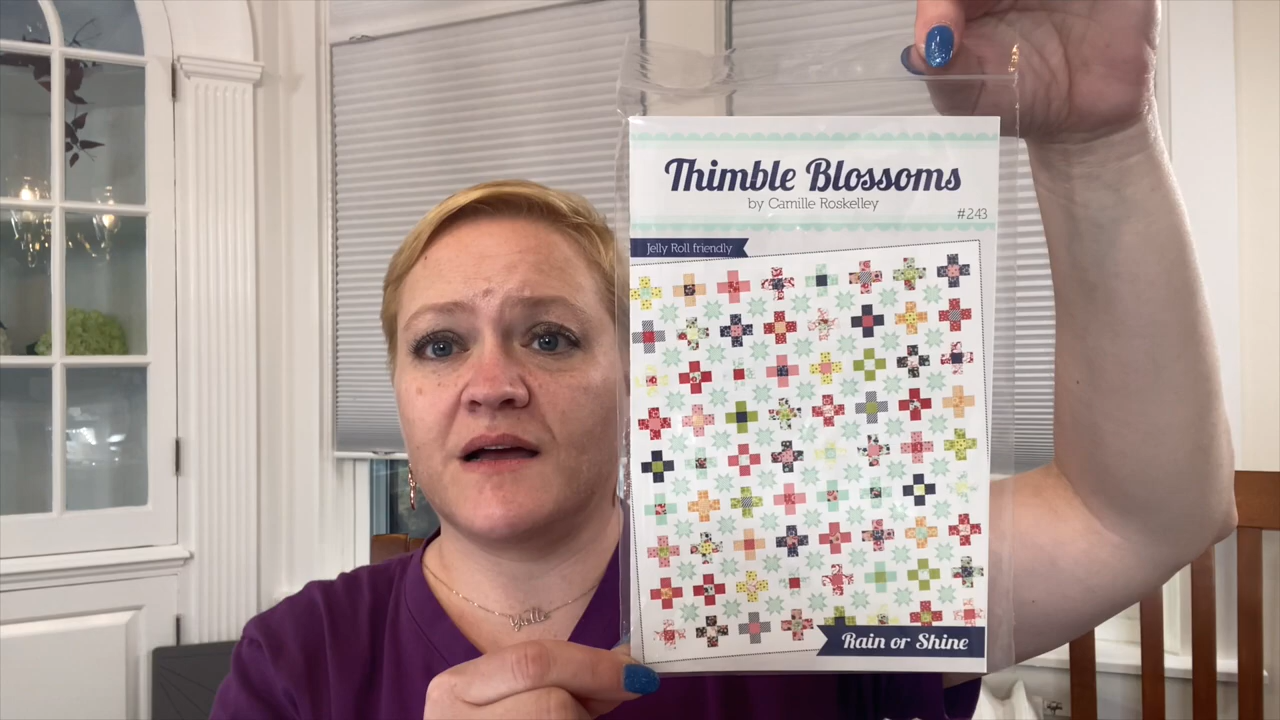 Thimble Blossoms
by Camille Roskelley
#243
Jelly Roll friendly
Rain or Shine